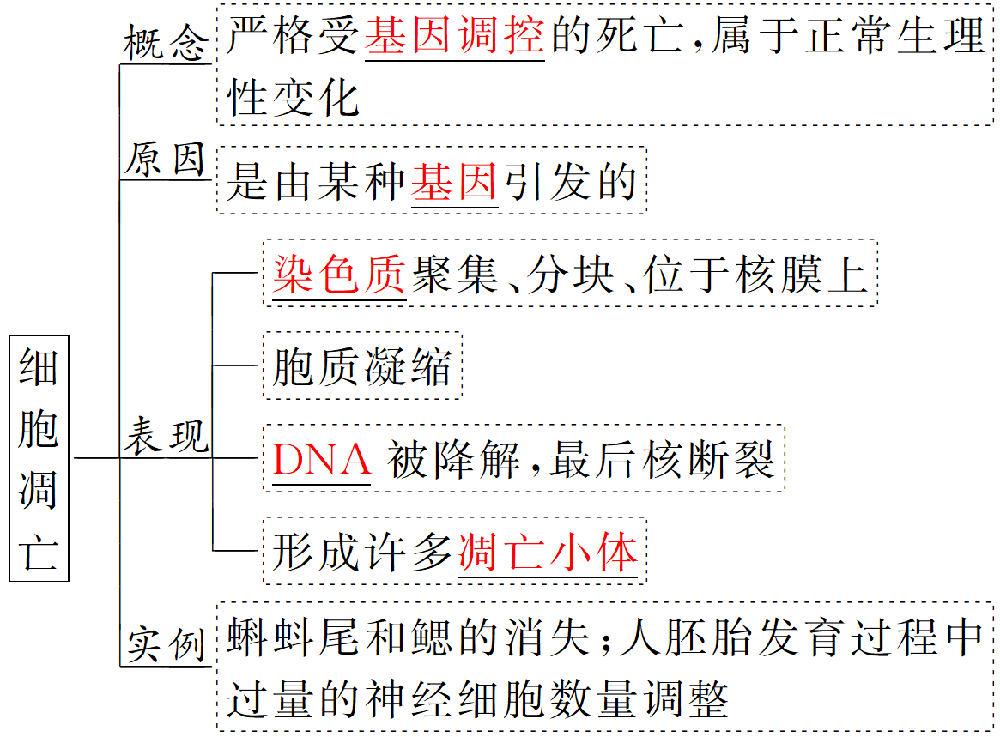 细胞凋亡
概念
严格受基因调控的死亡,属于正常生理
性变化
原因
是由某种基因引发的
表现
染色质聚集、分块、位于核膜上
胞质凝缩
DNA 被降解,最后核断裂
形成许多凋亡小体
实例
蝌蚪尾和鳃的消失;人胚胎发育过程中
过量的神经细胞数量调整